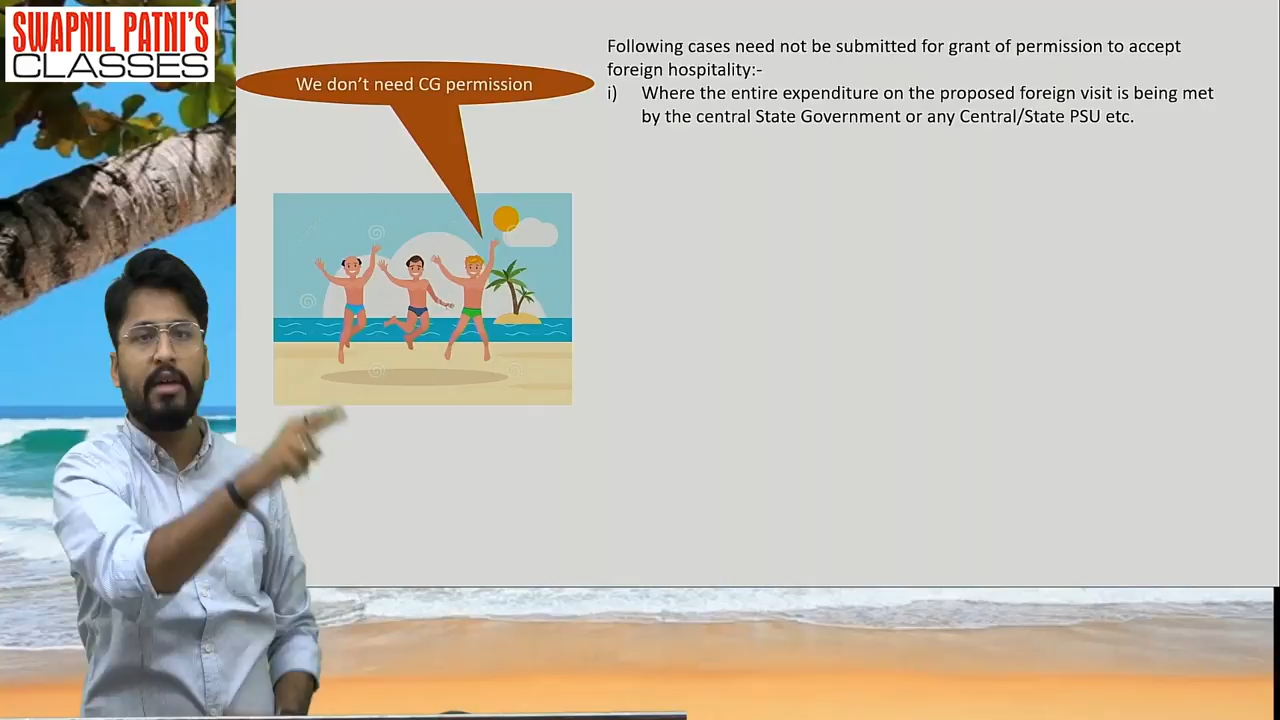 SWAPNIL PATNI'S
CLASSES
We don't need CG permission
Following cases need not be submitted for grant of permission to accept
foreign hospitality:-
i) Where the entire expenditure on the proposed foreign visit is being met
by the central State Government or any Central/State PSU etc.